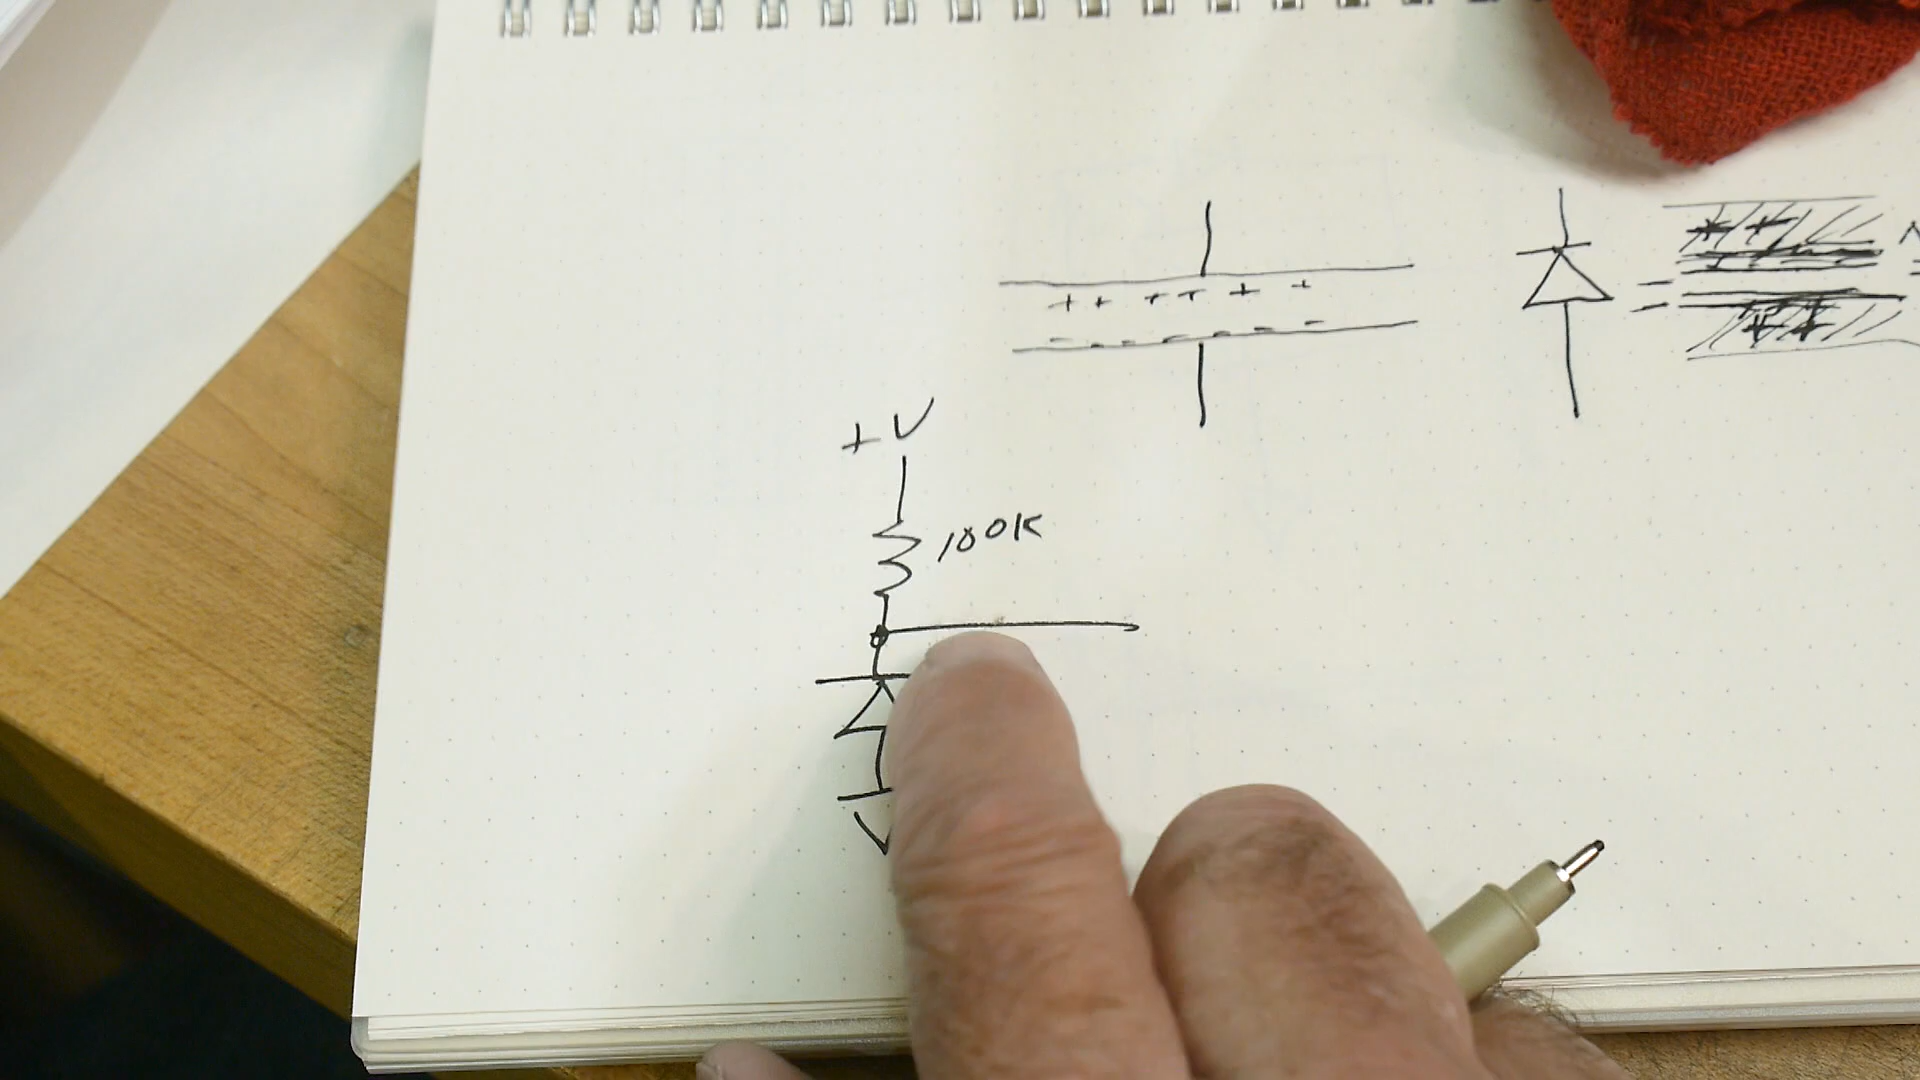 + + + + + +
- - - - - -
+V
100K